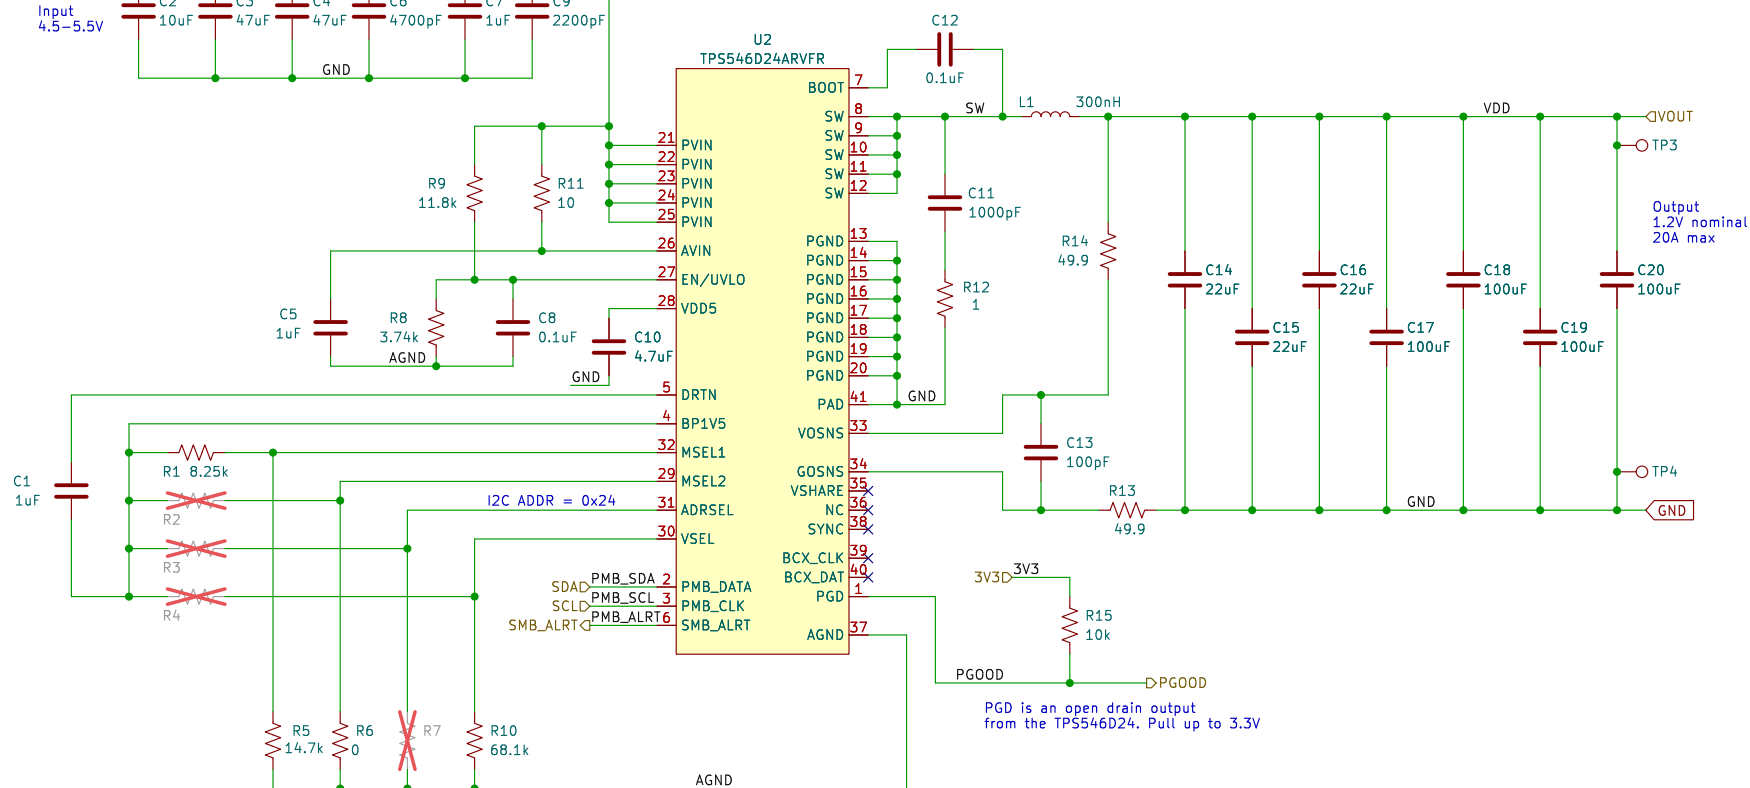 Input
4.5–5.5V
C2
10uF
C3
47uF
C4
47uF
C6
4700pF
C7
1uF
C9
2200pF
GND
U2
TPS546D24ARVFR
C12
0.1uF
BOOT 7
SW 8
SW 9
SW 10
SW 11
SW 12
PGND 13
PGND 14
PGND 15
PGND 16
PGND 17
PGND 18
PGND 19
PGND 20
PAD 41
VOSNS 33
GOSNS 34
VSHARE 35
NC 36
SYNC 38
BCX_CLK 39
BCX_DAT 40
PGD 1
AGND 37
21 PVIN
22 PVIN
23 PVIN
24 PVIN
25 PVIN
26 AVIN
27 EN/UVLO
28 VDD5
5 DRTN
4 BP1V5
32 MSEL1
29 MSEL2
31 ADRSEL
30 VSEL
2 PMB_DATA
3 PMB_CLK
6 SMB_ALRT
R9
11.8k
R11
10
C5
1uF
R8
3.74k
C8
0.1uF
AGND
C10
4.7uF
GND
C1
1uF
R1 8.25k
R2
R3
R4
I2C ADDR = 0x24
SDA
PMB_SDA
SCL
PMB_SCL
SMB_ALRT
PMB_ALRT
R5
14.7k
R6
0
R7
R10
68.1k
AGND
SW
L1
300nH
VDD
VOUT
TP3
C11
1000pF
R12
1
GND
R14
49.9
C14
22uF
C15
22uF
C16
22uF
C17
100uF
C18
100uF
C19
100uF
C20
100uF
Output
1.2V nominal
20A max
C13
100pF
R13
49.9
GND
TP4
GND
3V3
3V3
R15
10k
PGOOD
PGOOD
PGD is an open drain output
from the TPS546D24. Pull up to 3.3V